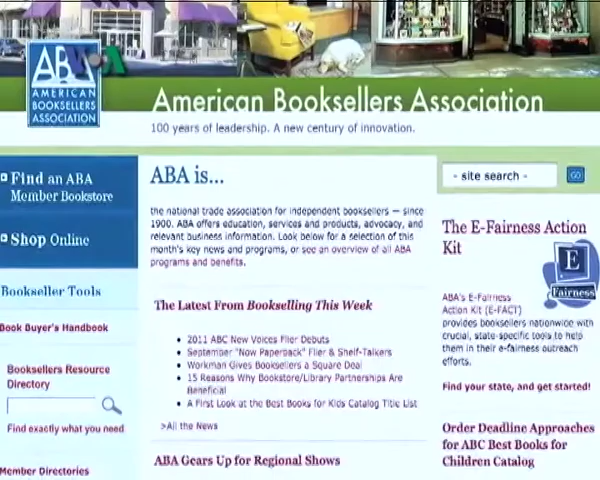 VOA
ABA
AMERICAN
BOOKSELLERS
ASSOCIATION
American Booksellers Association
100 years of leadership. A new century of innovation.
Find an ABA
Member Bookstore
Shop Online
Bookseller Tools
Book Buyer's Handbook
Booksellers Resource
Directory
Find exactly what you need
Member Directories
ABA is...
the national trade association for independent booksellers — since
1900. ABA offers education, services and products, advocacy, and
relevant business information. Look below for a selection of this
month's key news and programs, or see an overview of all ABA
programs and benefits.
The Latest From Bookselling This Week
• 2011 ABC New Voices Flier Debuts
• September "Now Paperback" Flier & Shelf-Talkers
• Workman Gives Booksellers a Square Deal
• 15 Reasons Why Bookstore/Library Partnerships Are
Beneficial
• A First Look at the Best Books for Kids Catalog Title List
>All the News
ABA Gears Up for Regional Shows
- site search -
GO
The E-Fairness Action
Kit
E
Fairness
ABA's E-Fairness
Action Kit (E-FACT)
provides booksellers nationwide with
crucial, state-specific tools to help
them in their e-fairness outreach
efforts.
Find your state, and get started!
Order Deadline Approaches
for ABC Best Books for
Children Catalog